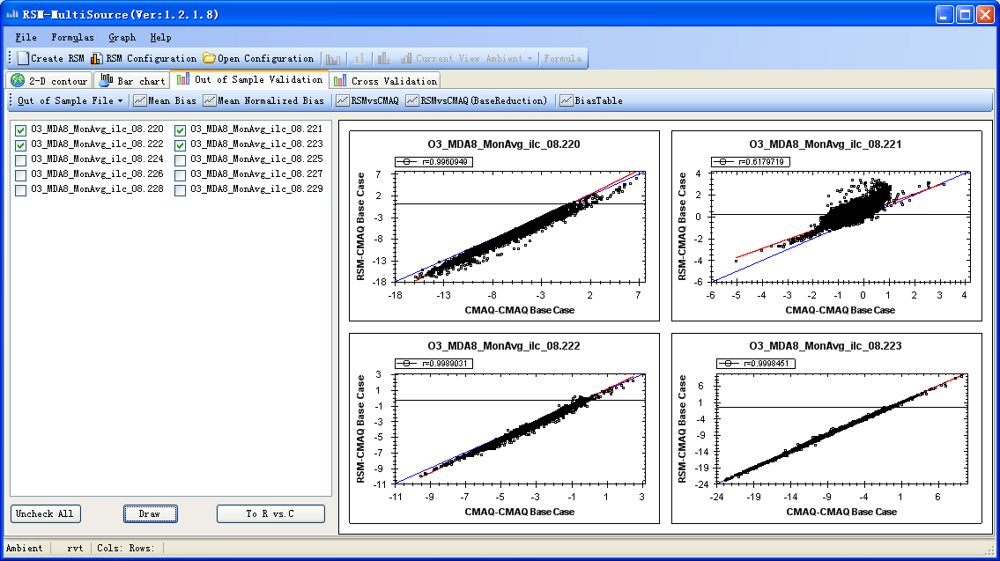 RSM-MultiSource(Ver:1.2.1.8)
File Formulas Graph Help
Create RSM RSM Configuration Open Configuration Current View Ambient Formula
2-D contour Bar chart Out of Sample Validation Cross Validation
Out of Sample File Mean Bias Mean Normalized Bias RSMvsCMAQ RSMvsCMAQ(BaseReduction) BiasTable
O3_MDA8_MonAvg_ilc_08.220 O3_MDA8_MonAvg_ilc_08.221
O3_MDA8_MonAvg_ilc_08.222 O3_MDA8_MonAvg_ilc_08.223
O3_MDA8_MonAvg_ilc_08.224 O3_MDA8_MonAvg_ilc_08.225
O3_MDA8_MonAvg_ilc_08.226 O3_MDA8_MonAvg_ilc_08.227
O3_MDA8_MonAvg_ilc_08.228 O3_MDA8_MonAvg_ilc_08.229
Uncheck All Draw To R vs.C
O3_MDA8_MonAvg_ilc_08.220
r=0.9960949
RSM-CMAQ Base Case
7
2
-3
-8
-13
-18
-18 -13 -8 -3 2 7
CMAQ-CMAQ Base Case
O3_MDA8_MonAvg_ilc_08.221
r=0.6179719
RSM-CMAQ Base Case
4
2
0
-2
-4
-6
-6 -5 -4 -3 -2 -1 0 1 2 3 4
CMAQ-CMAQ Base Case
O3_MDA8_MonAvg_ilc_08.222
r=0.9989031
RSM-CMAQ Base Case
3
1
-1
-3
-5
-7
-9
-11
-11 -9 -7 -5 -3 -1 1 3
CMAQ-CMAQ Base Case
O3_MDA8_MonAvg_ilc_08.223
r=0.9998451
RSM-CMAQ Base Case
6
1
-4
-9
-14
-19
-24
-24 -19 -14 -9 -4 1 6
CMAQ-CMAQ Base Case
Ambient rvt Cols: Rows: